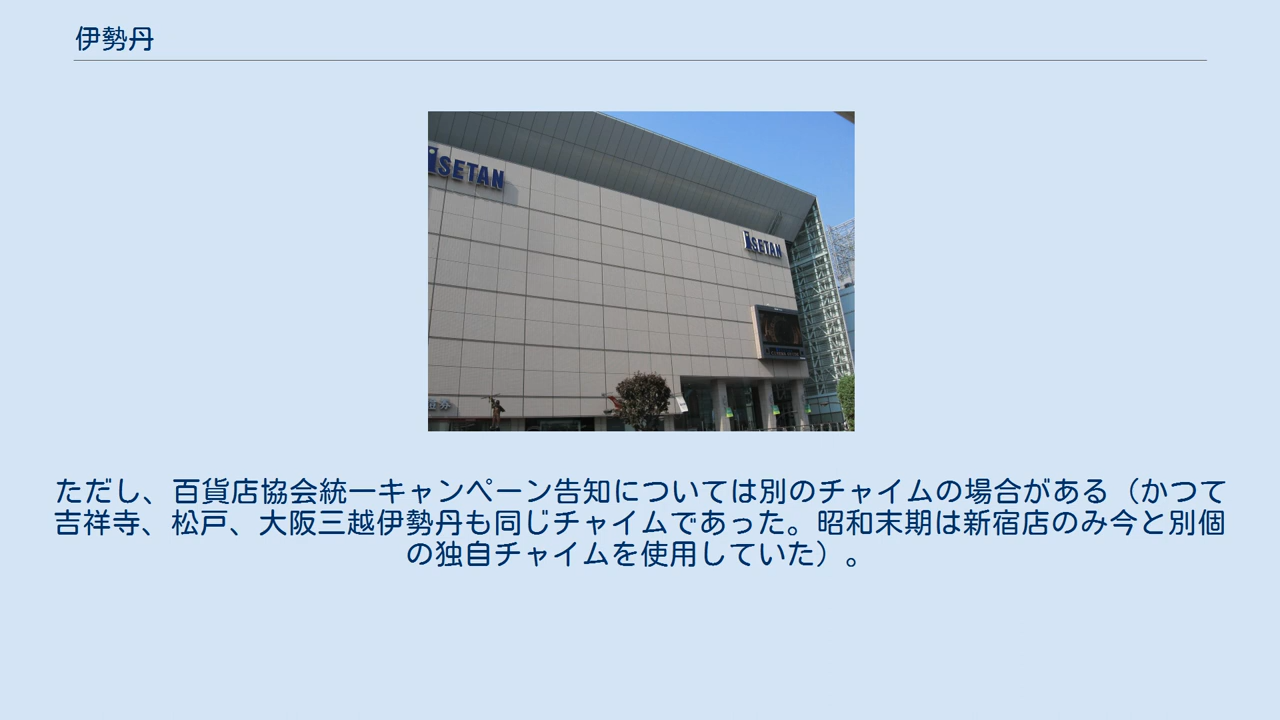 伊勢丹
iSETAN
iSETAN
ただし、百貨店協会統一キャンペーン告知については別のチャイムの場合がある（かつて
吉祥寺、松戸、大阪三越伊勢丹も同じチャイムであった。昭和末期は新宿店のみ今と別個
の独自チャイムを使用していた）。